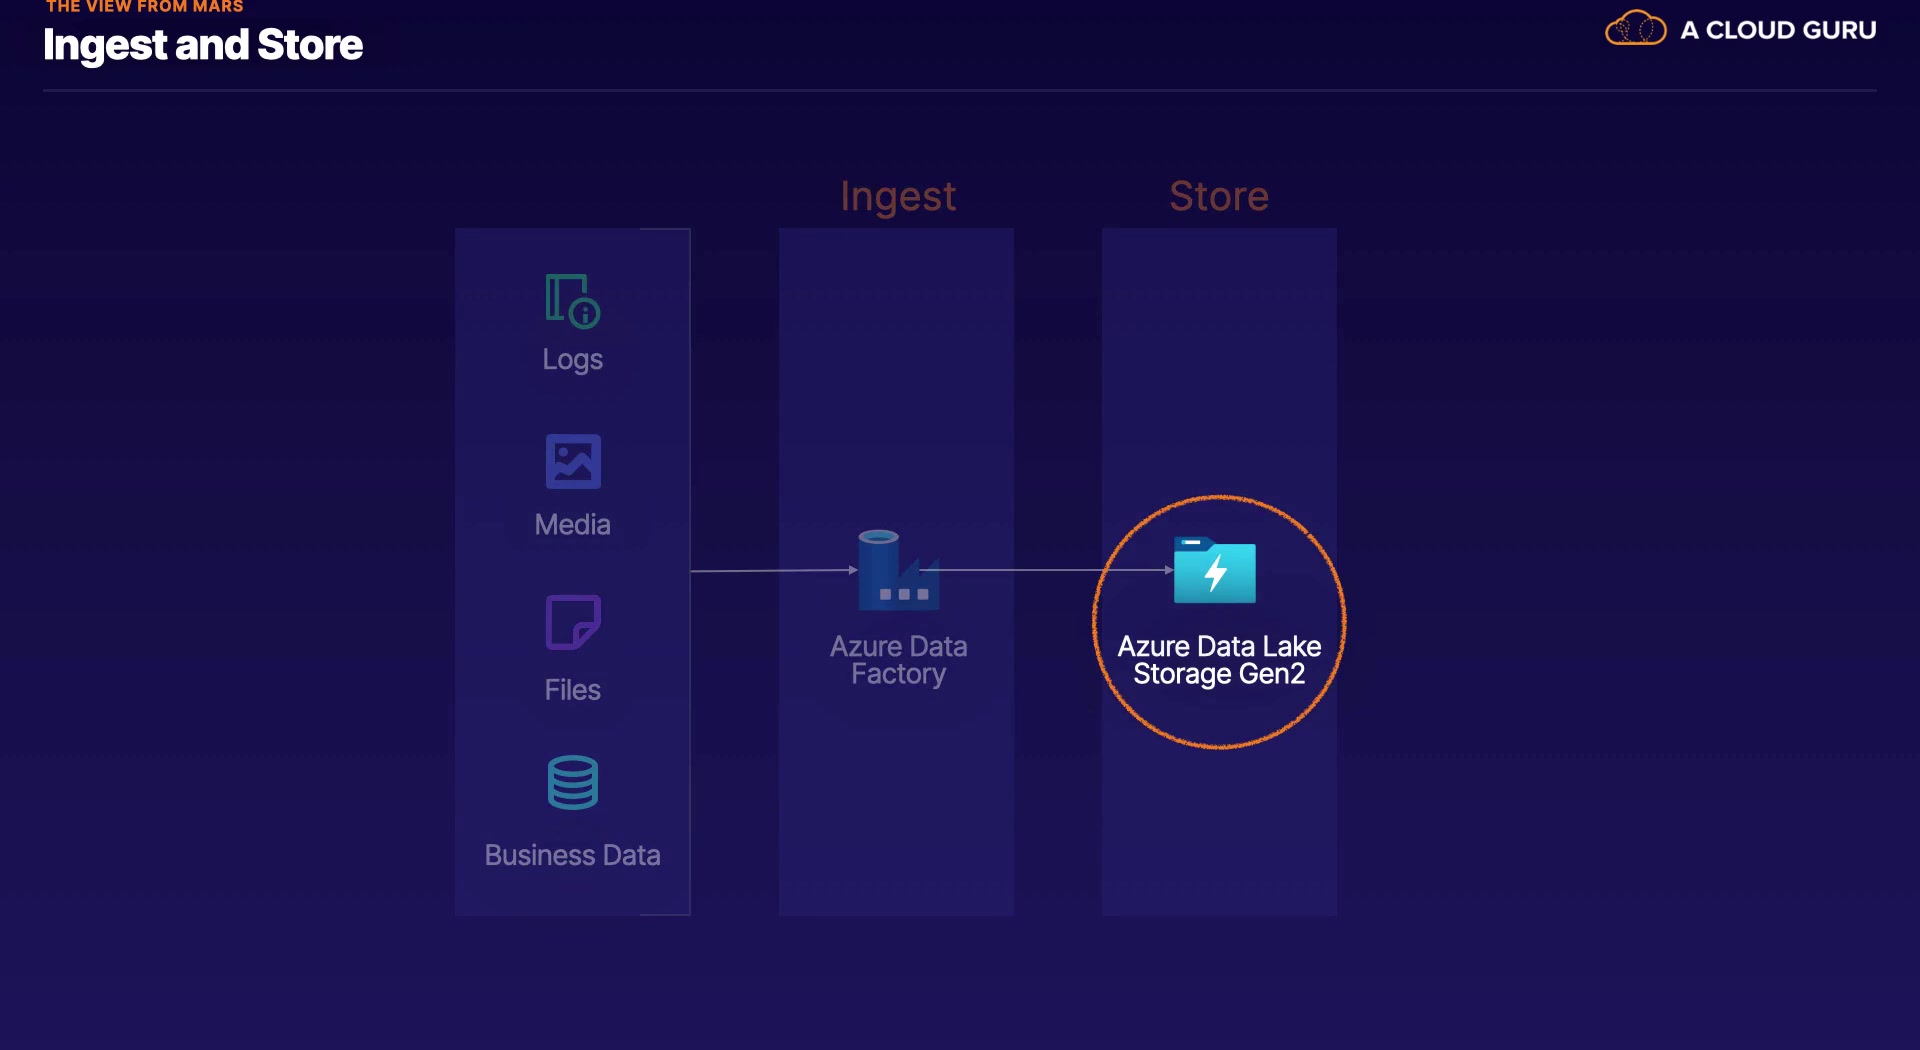 THE VIEW FROM MARS
Ingest and Store
A CLOUD GURU
Ingest
Store
Logs
Media
Files
Business Data
Azure Data
Factory
Azure Data Lake
Storage Gen2